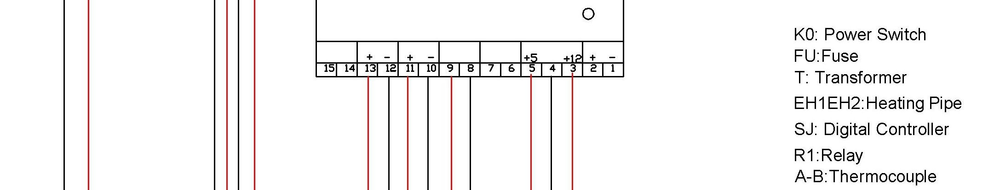 + - + - +5 +12 + -
15 14 13 12 11 10 9 8 7 6 5 4 3 2 1
K0: Power Switch
FU:Fuse
T: Transformer
EH1EH2:Heating Pipe
SJ: Digital Controller
R1:Relay
A-B:Thermocouple